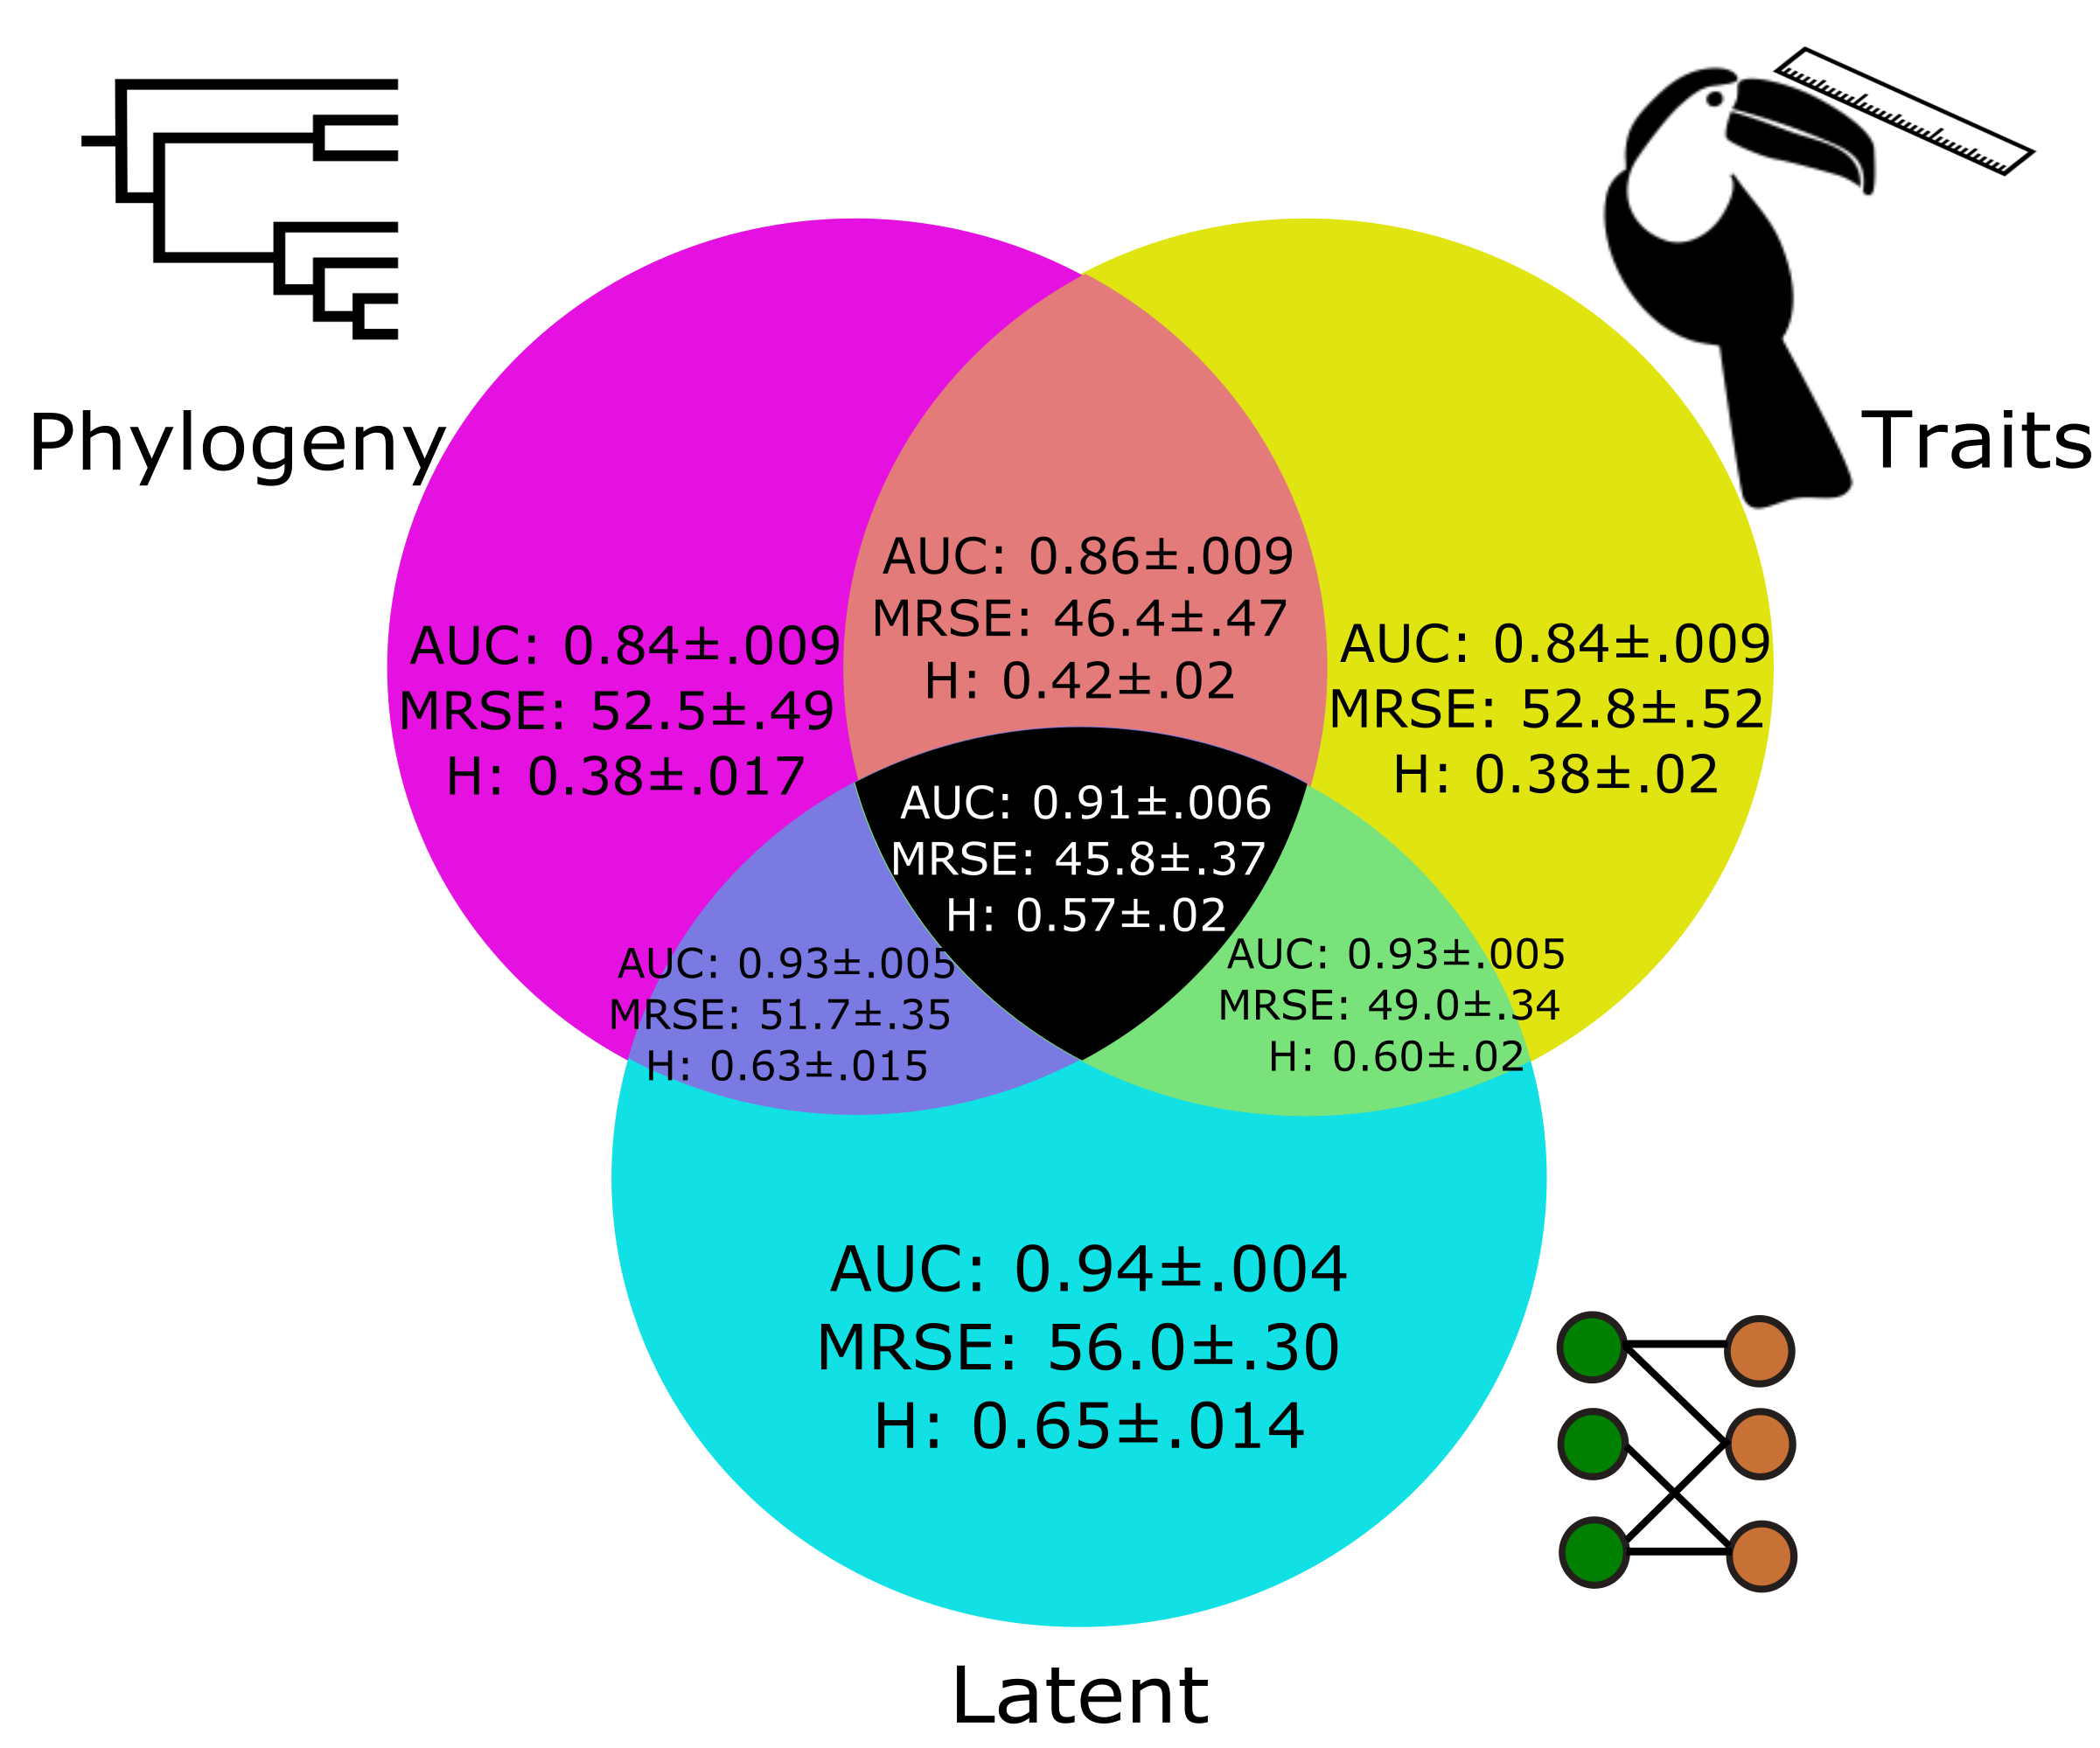 Phylogeny
Traits
AUC: 0.86±.009
MRSE: 46.4±.47
H: 0.42±.02
AUC: 0.84±.009
MRSE: 52.5±.49
H: 0.38±.017
AUC: 0.84±.009
MRSE: 52.8±.52
H: 0.38±.02
AUC: 0.91±.006
MRSE: 45.8±.37
H: 0.57±.02
AUC: 0.93±.005
MRSE: 51.7±.35
H: 0.63±.015
AUC: 0.93±.005
MRSE: 49.0±.34
H: 0.60±.02
AUC: 0.94±.004
MRSE: 56.0±.30
H: 0.65±.014
Latent